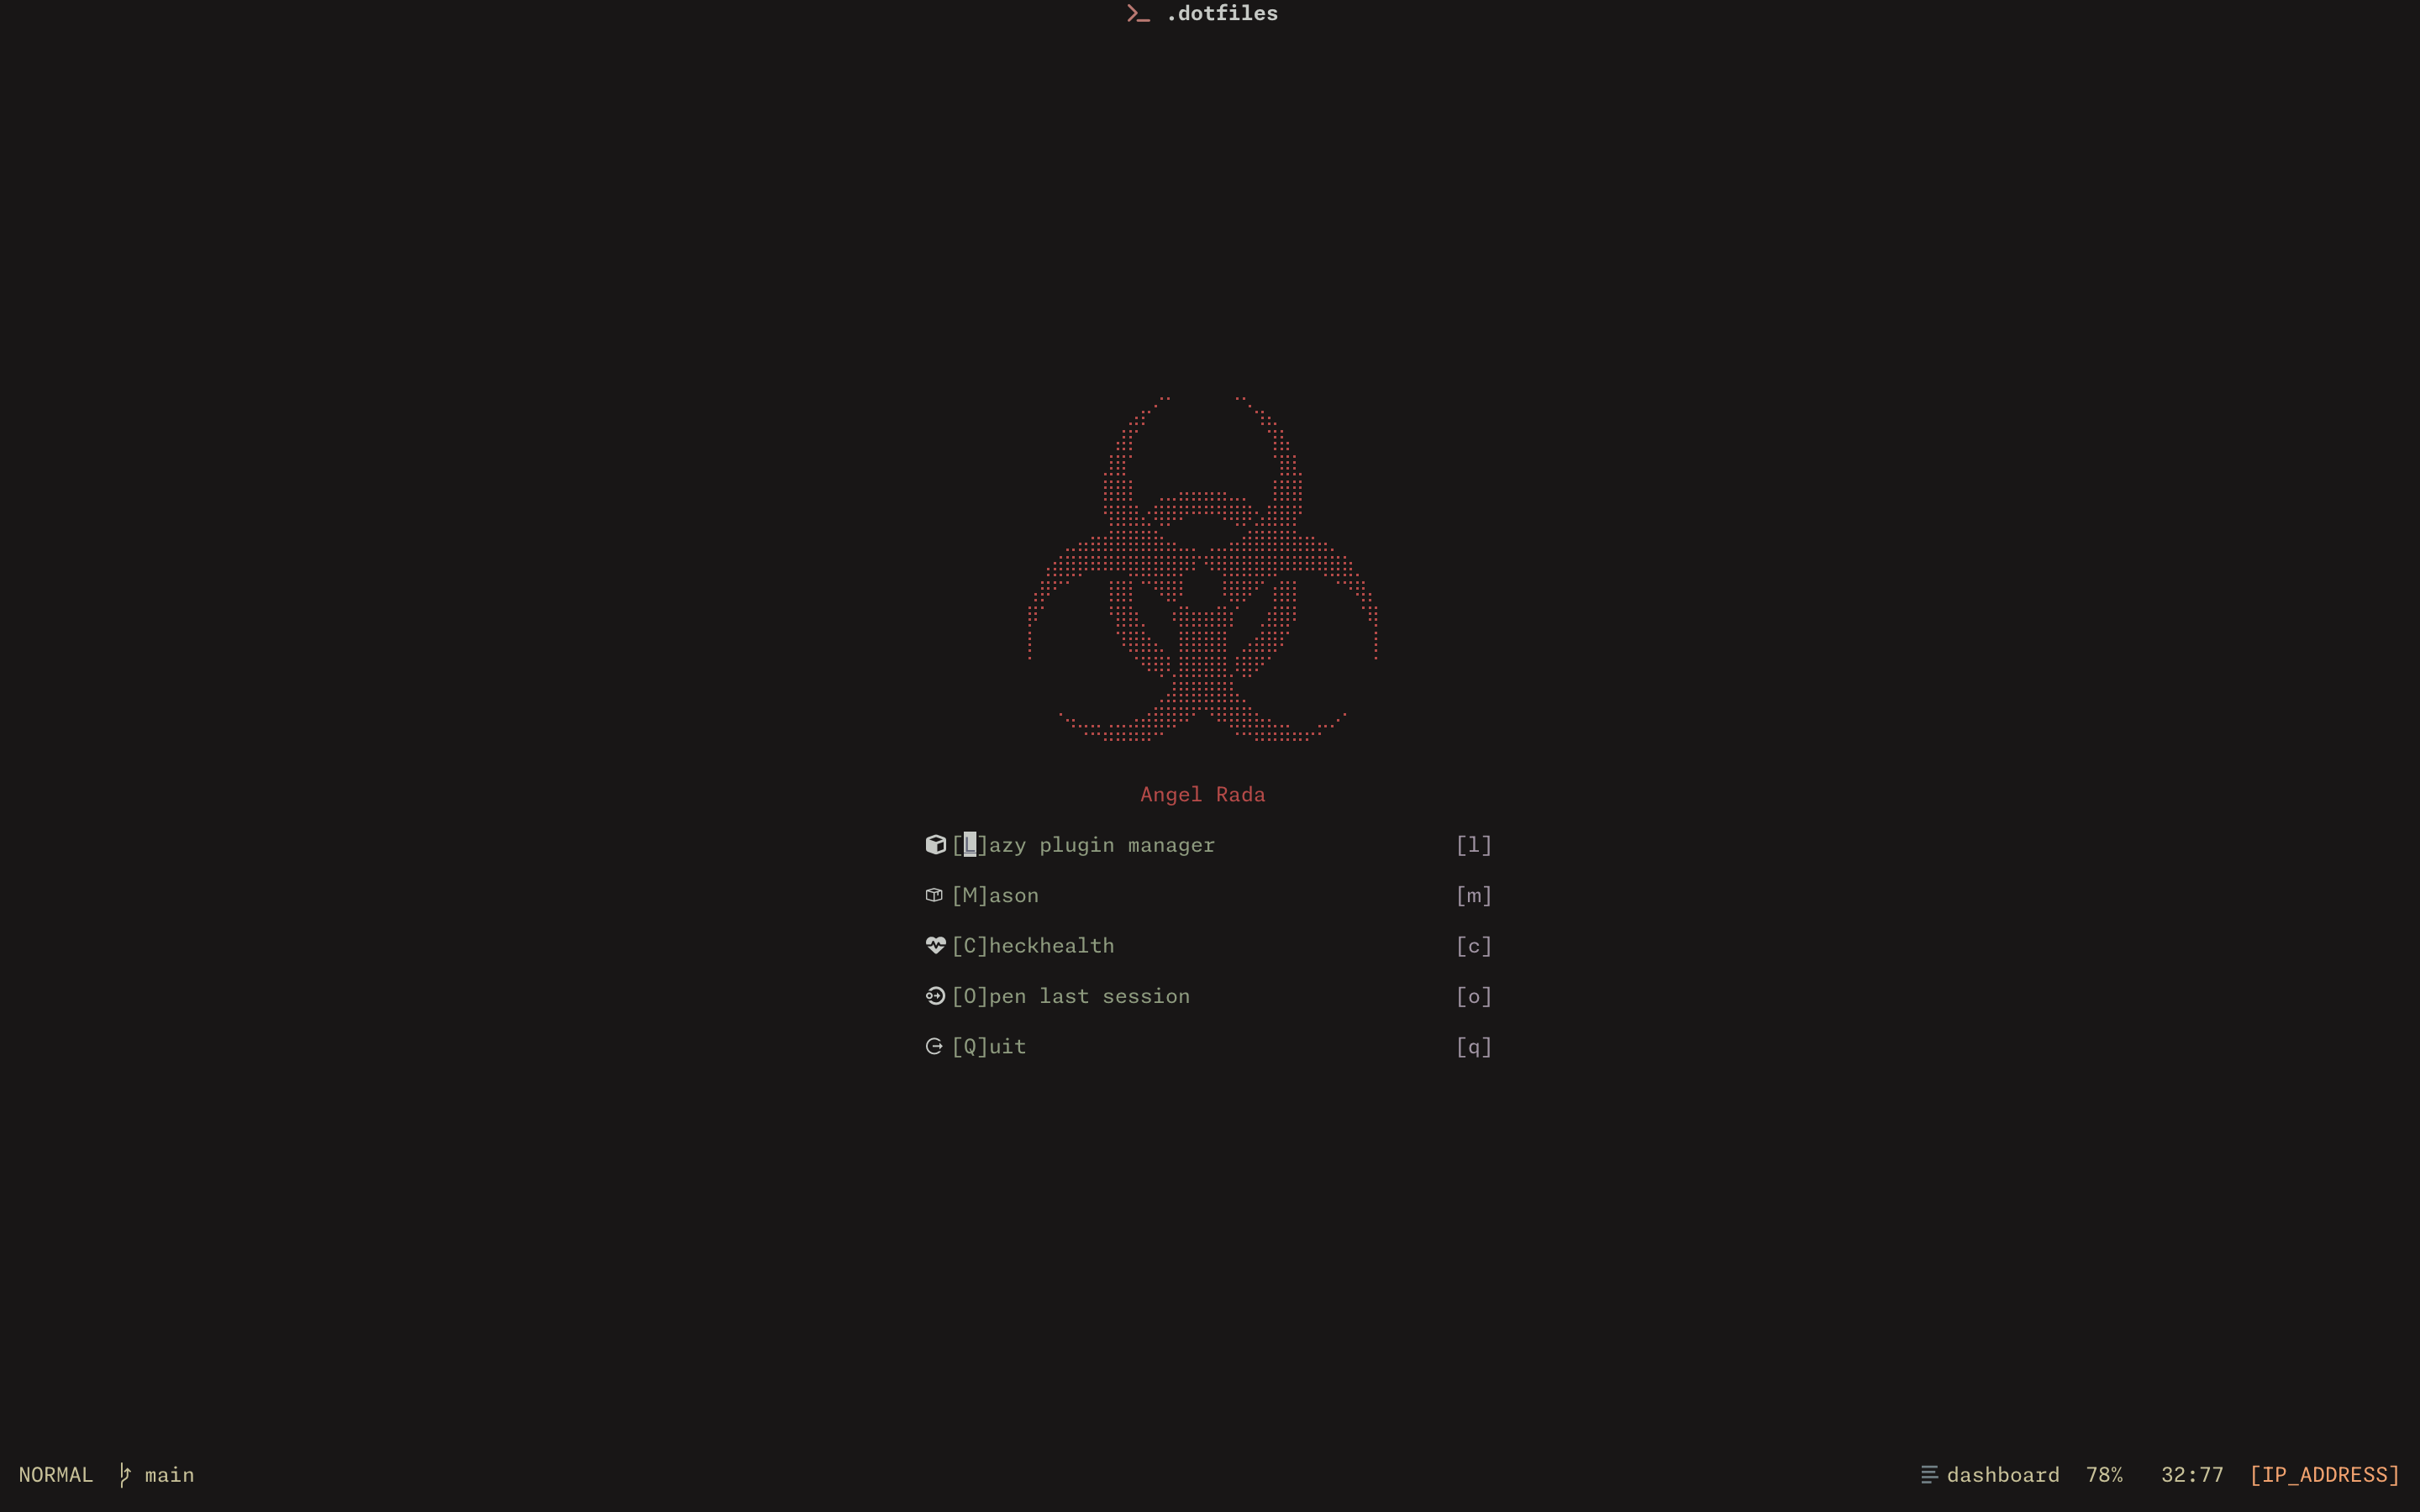 .dotfiles
Angel Rada
[L]azy plugin manager [l]
[M]ason [m]
[C]heckhealth [c]
[O]pen last session [o]
[Q]uit [q]
NORMAL main dashboard 78% 32:77 [IP_ADDRESS]